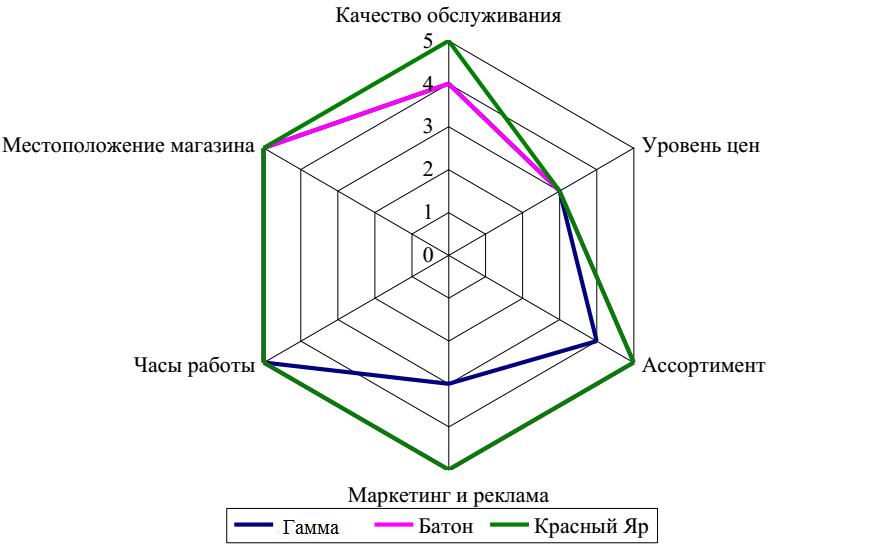 Качество обслуживания
5
4
Местоположение магазина
3
Уровень цен
2
1
0
Часы работы
Ассортимент
Маркетинг и реклама
Гамма Батон Красный Яр